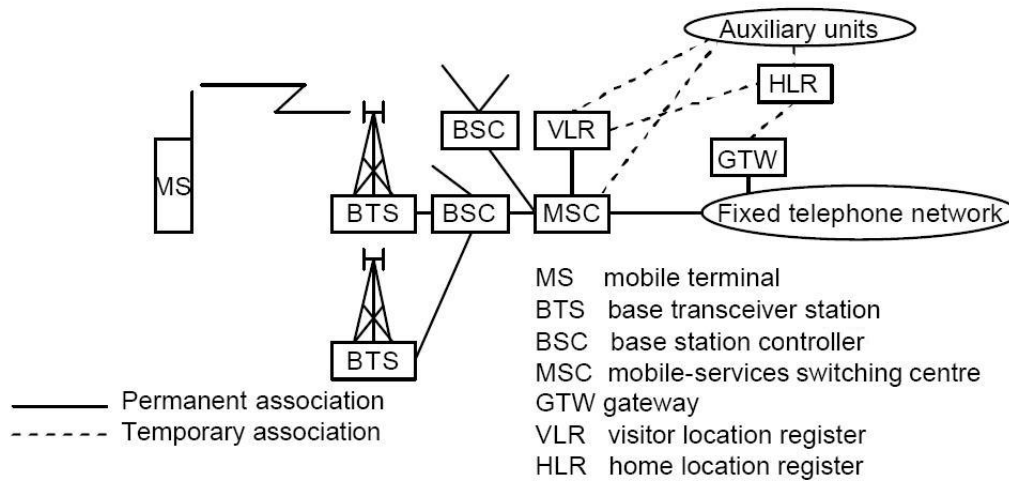 Auxiliary units
HLR
BSC
VLR
GTW
MS
BTS
BSC
MSC
Fixed telephone network
BTS
MS mobile terminal
BTS base transceiver station
BSC base station controller
MSC mobile-services switching centre
GTW gateway
VLR visitor location register
HLR home location register
Permanent association
Temporary association